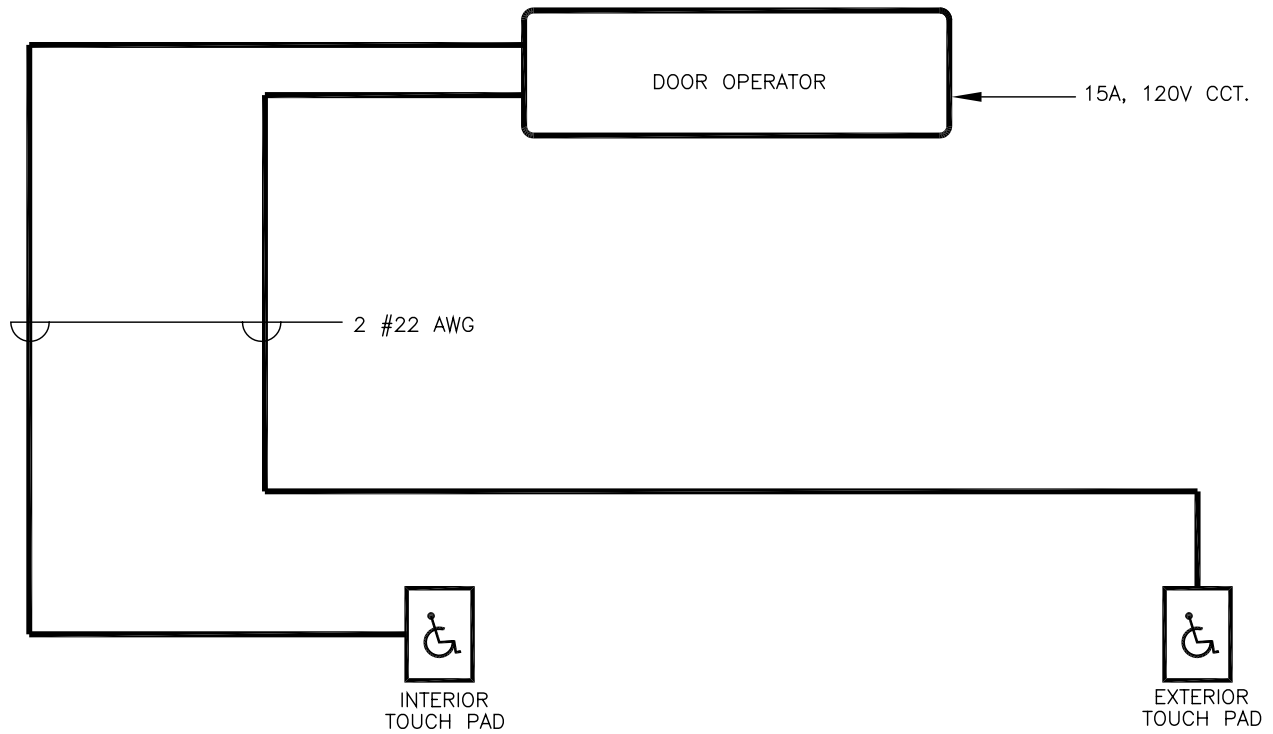 DOOR OPERATOR
15A, 120V CCT.
2 #22 AWG
INTERIOR
TOUCH PAD
EXTERIOR
TOUCH PAD